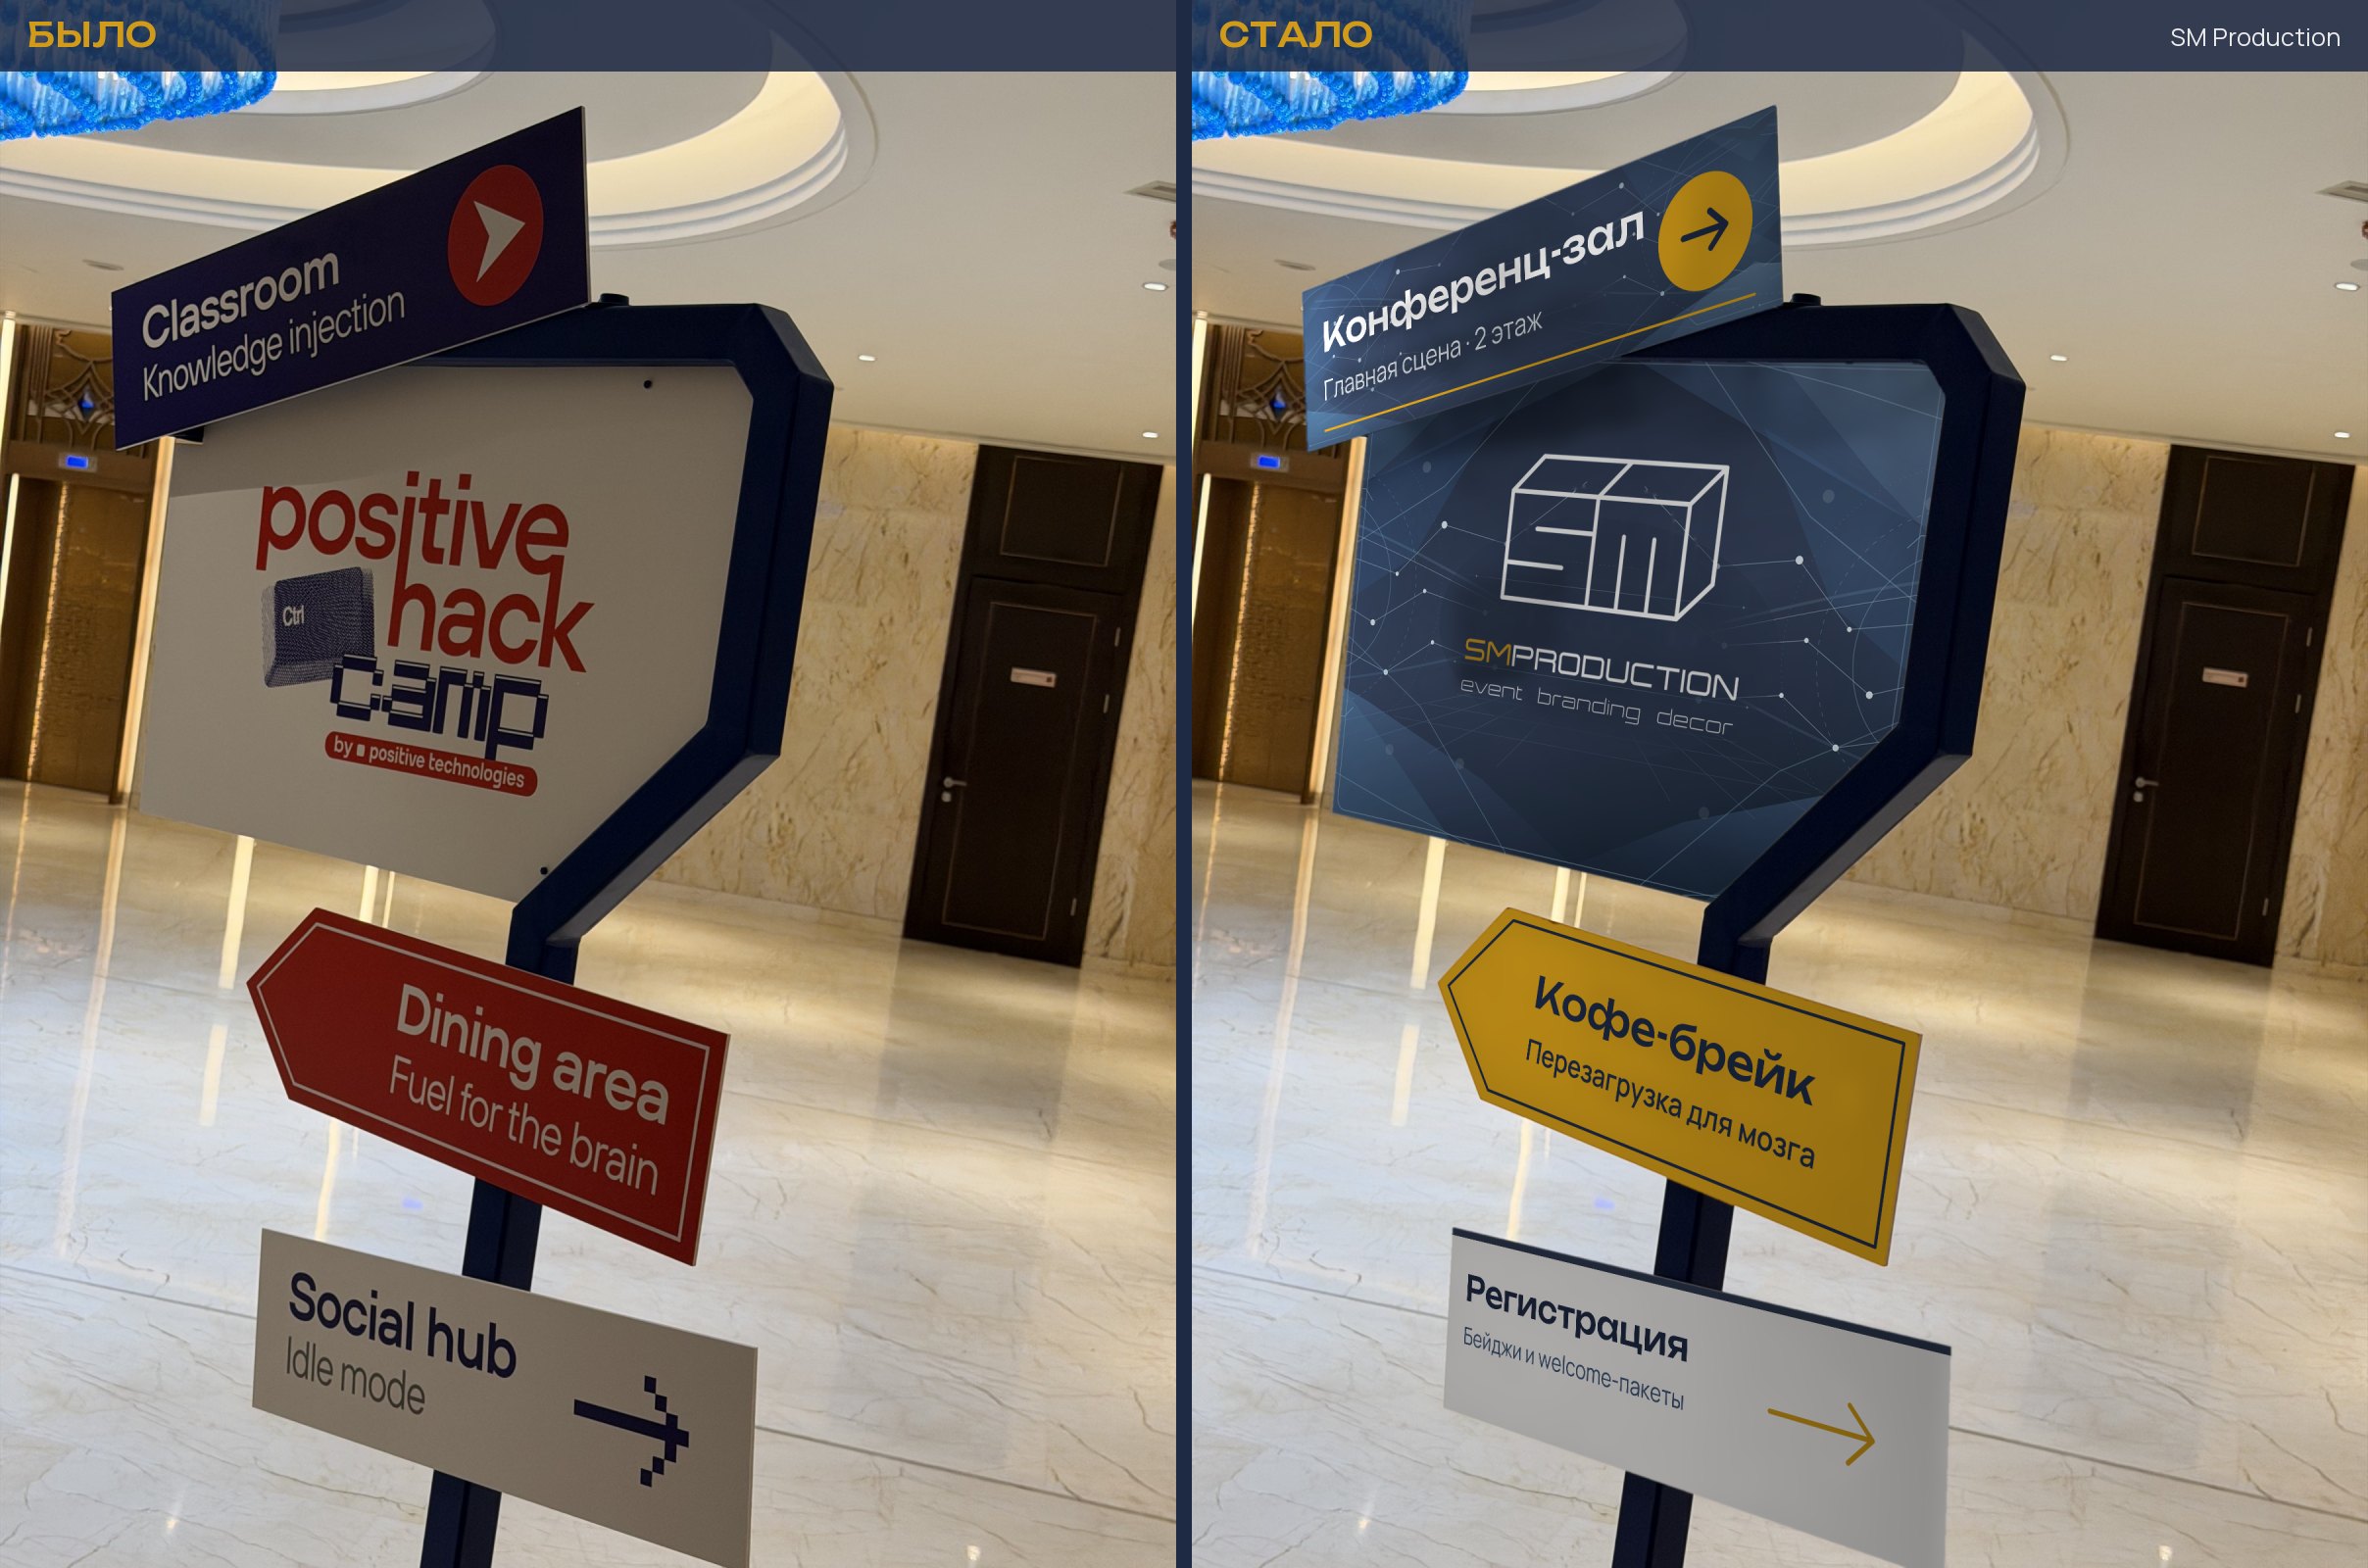 БЫЛО
Classroom
Knowledge injection
positive
hack
Ctrl
camp
by positive technologies
Dining area
Fuel for the brain
Social hub
Idle mode
СТАЛО
SM Production
Конференц-зал
Главная сцена · 2 этаж
SM
SMPRODUCTION
event branding decor
Кофе-брейк
Перезагрузка для мозга
Регистрация
Бейджи и welcome-пакеты